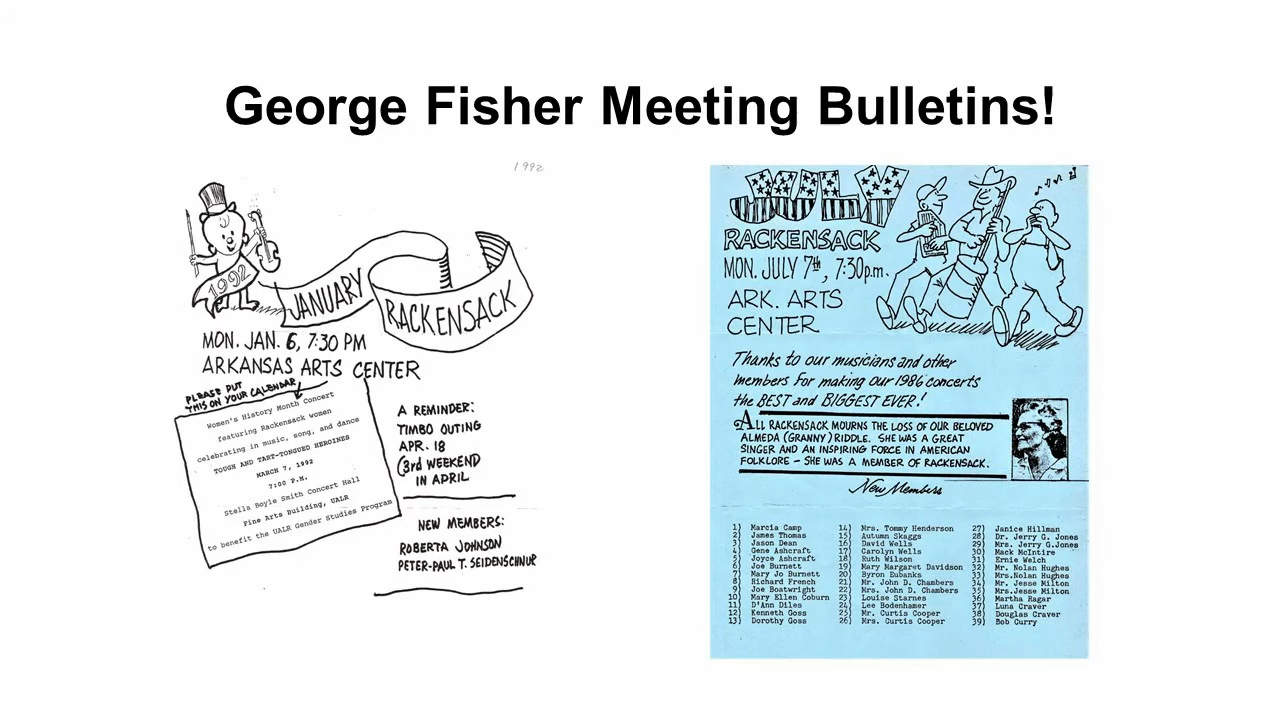 George Fisher Meeting Bulletins!
1992
1992
JANUARY
RACKENSACK
MON. JAN. 6, 7:30 PM
ARKANSAS ARTS CENTER
PLEASE PUT
THIS ON YOUR CALENDAR
Women's History Month Concert
featuring Rackensack women
celebrating in music, song, and dance
TOUGH AND TART-TONGUED HEROINES
MARCH 7, 1992
7:00 P.M.
Stella Boyle Smith Concert Hall
Fine Arts Building, UALR
to benefit the UALR Gender Studies Program
A REMINDER:
TIMBO OUTING
APR. 18
(3rd WEEKEND
IN APRIL
NEW MEMBERS:
ROBERTA JOHNSON
PETER-PAUL T. SEIDENSCHNUR
JULY
RACKENSACK
MON. JULY 7th, 7:30p.m.
ARK. ARTS
CENTER
Thanks to our musicians and other
members for making our 1986 concerts
the BEST and BIGGEST EVER!
ALL RACKENSACK MOURNS THE LOSS OF OUR BELOVED
ALMEDA (GRANNY) RIDDLE. SHE WAS A GREAT
SINGER AND AN INSPIRING FORCE IN AMERICAN
FOLKLORE – SHE WAS A MEMBER OF RACKENSACK.
New Members
1) Marcia Camp
2) James Thomas
3) Jason Dean
4) Gene Ashcraft
5) Joyce Ashcraft
6) Joe Burnett
7) Mary Jo Burnett
8) Richard French
9) Joe Boatwright
10) Mary Ellen Coburn
11) D'Ann Diles
12) Kenneth Goss
13) Dorothy Goss
14) Mrs. Tommy Henderson
15) Autumn Skaggs
16) David Wells
17) Carolyn Wells
18) Ruth Wilson
19) Mary Margaret Davidson
20) Byron Eubanks
21) Mr. John D. Chambers
22) Mrs. John D. Chambers
23) Louise Starnes
24) Lee Bodenhamer
25) Mr. Curtis Cooper
26) Mrs. Curtis Cooper
27) Janice Hillman
28) Dr. Jerry G. Jones
29) Mrs. Jerry G.Jones
30) Mack McIntire
31) Ernie Welch
32) Mr. Nolan Hughes
33) Mrs.Nolan Hughes
34) Mr. Jesse Milton
35) Mrs.Jesse Milton
36) Martha Ragar
37) Luna Craver
38) Douglas Craver
39) Bob Curry